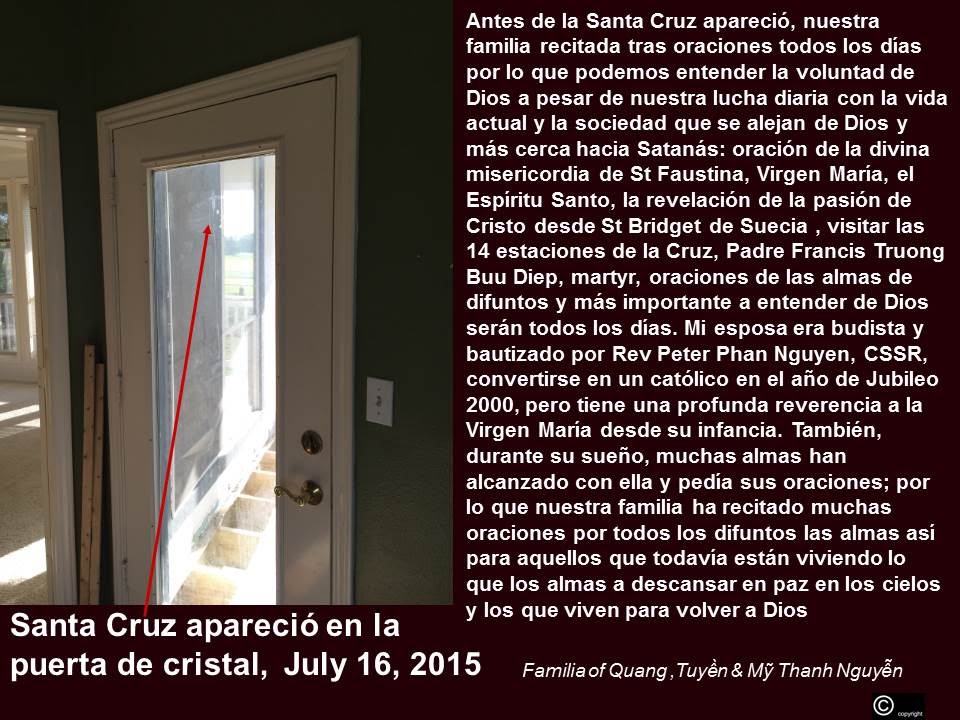 Antes de la Santa Cruz apareció, nuestra
familia recitada tras oraciones todos los días
por lo que podemos entender la voluntad de
Dios a pesar de nuestra lucha diaria con la vida
actual y la sociedad que se alejan de Dios y
más cerca hacia Satanás: oración de la divina
misericordia de St Faustina, Virgen María, el
Espíritu Santo, la revelación de la pasión de
Cristo desde St Bridget de Suecia , visitar las
14 estaciones de la Cruz, Padre Francis Truong
Buu Diep, martyr, oraciones de las almas de
difuntos y más importante a entender de Dios
serán todos los días. Mi esposa era budista y
bautizado por Rev Peter Phan Nguyen, CSSR,
convertirse en un católico en el año de Jubileo
2000, pero tiene una profunda reverencia a la
Virgen María desde su infancia. También,
durante su sueño, muchas almas han
alcanzado con ella y pedía sus oraciones; por
lo que nuestra familia ha recitado muchas
oraciones por todos los difuntos las almas así
para aquellos que todavía están viviendo lo
que los almas a descansar en paz en los cielos
y los que viven para volver a Dios
Santa Cruz apareció en la
puerta de cristal, July 16, 2015
Familia of Quang ,Tuyền & Mỹ Thanh Nguyễn
© copyright